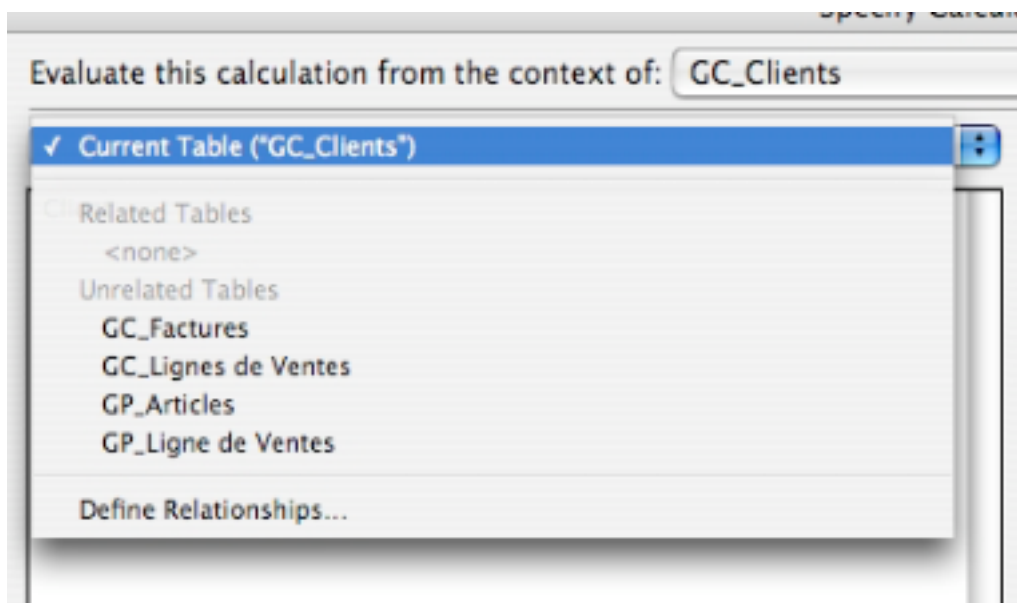 Evaluate this calculation from the context of: GC_Clients
✓ Current Table ("GC_Clients")
Related Tables
<none>
Unrelated Tables
GC_Factures
GC_Lignes de Ventes
GP_Articles
GP_Ligne de Ventes
Define Relationships...